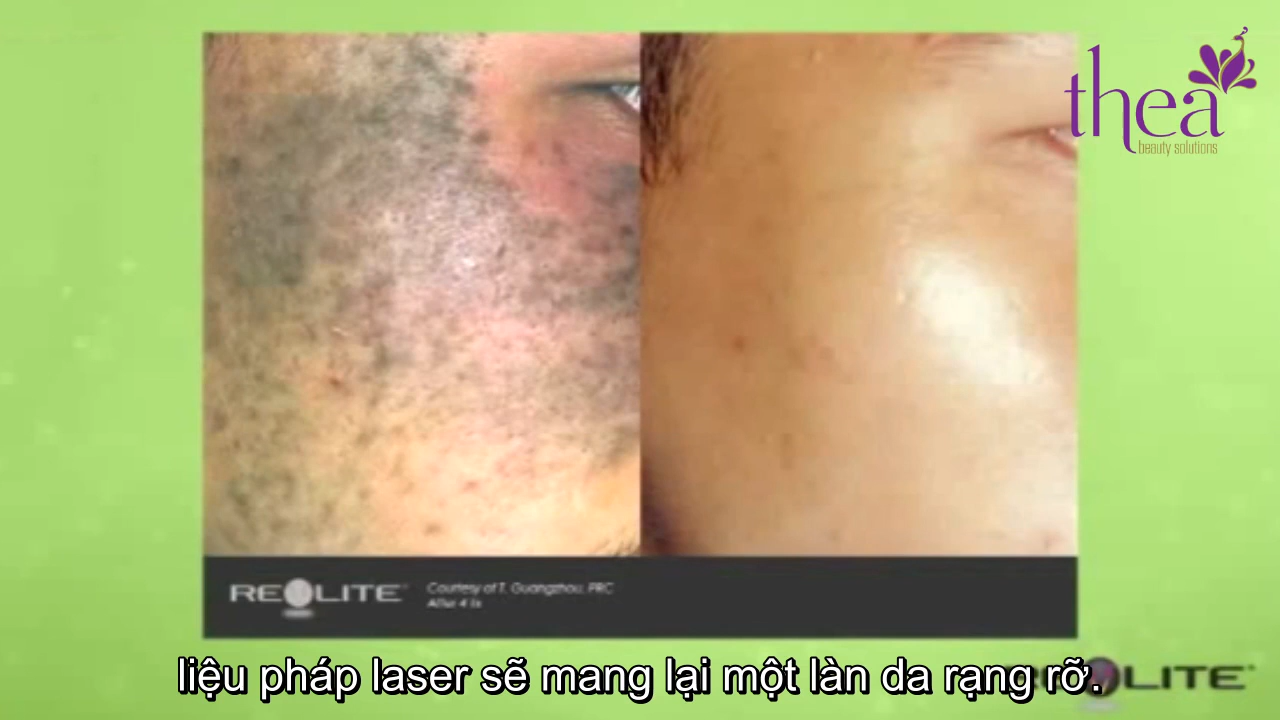 thea
beauty solutions
REOLITE
Courtesy of T. Guangzhou, PRC
After 4 tx
liệu pháp laser sẽ mang lại một làn da rạng rỡ.
LITE